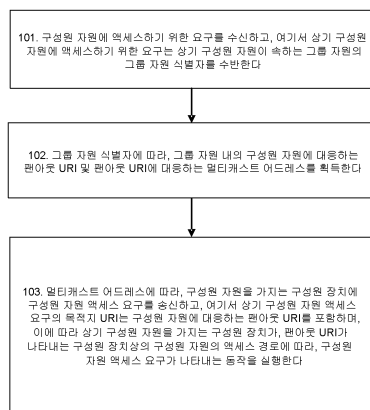 101. 구성원 자원에 액세스하기 위한 요구를 수신하고, 여기서 상기 구성원
자원에 액세스하기 위한 요구는 상기 구성원 자원이 속하는 그룹 자원의
그룹 자원 식별자를 수반한다
102. 그룹 자원 식별자에 따라, 그룹 자원 내의 구성원 자원에 대응하는
팬아웃 URI 및 팬아웃 URI에 대응하는 멀티캐스트 어드레스를 획득한다
103. 멀티캐스트 어드레스에 따라, 구성원 자원을 가지는 구성원 장치에
구성원 자원 액세스 요구를 송신하고, 여기서 상기 구성원 자원 액세스
요구의 목적지 URI는 구성원 자원에 대응하는 팬아웃 URI를 포함하며,
이에 따라 상기 구성원 자원을 가지는 구성원 장치가, 팬아웃 URI가
나타내는 구성원 장치상의 구성원 자원의 액세스 경로에 따라, 구성원
자원 액세스 요구가 나타내는 동작을 실행한다